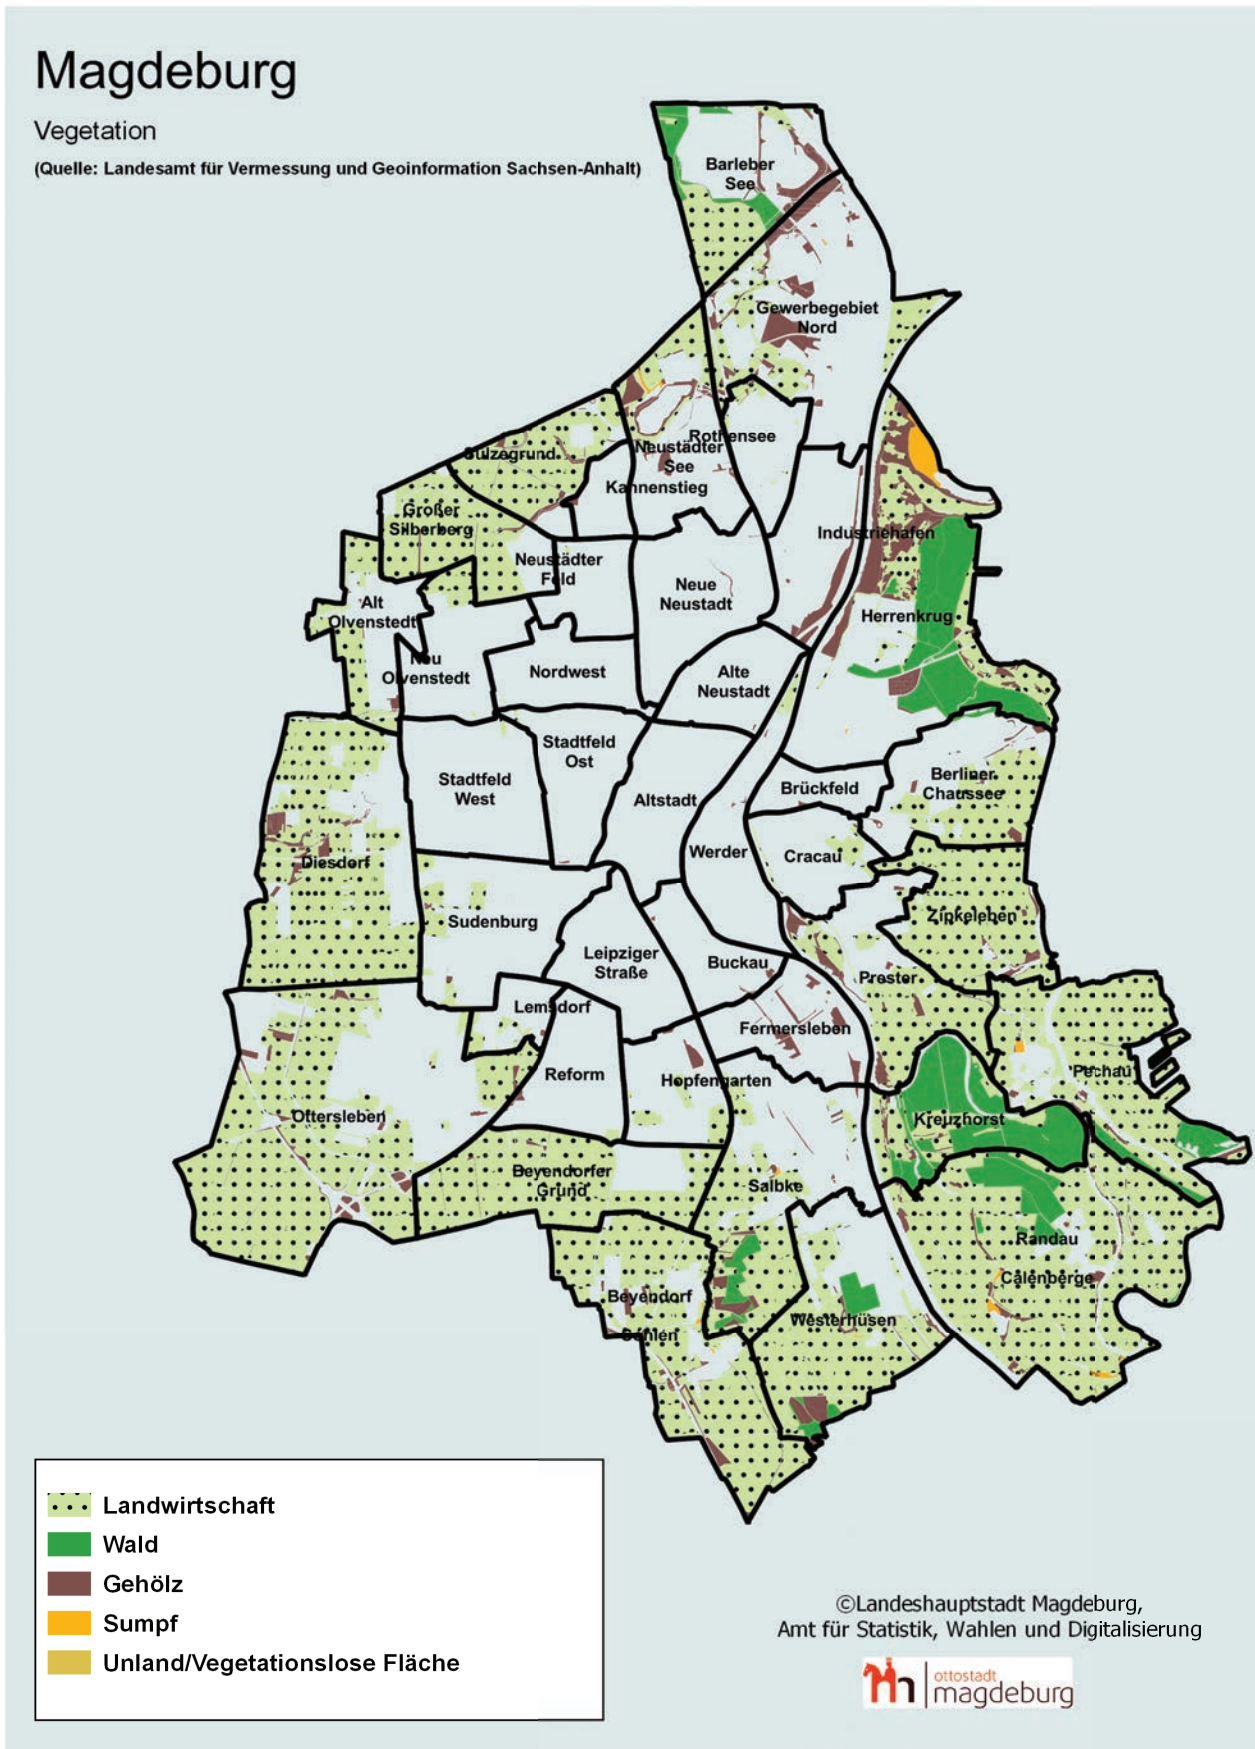 Magdeburg
Vegetation
(Quelle: Landesamt für Vermessung und Geoinformation Sachsen-Anhalt)
Barleber
See
Gewerbegebiet
Nord
Rothensee
Neustädter
See
Sülzegrund
Kannenstieg
Großer
Silberberg
Industriehafen
Neustädter
Feld
Neue
Neustadt
Alt
Olvenstedt
Herrenkrug
Neu
Olvenstedt
Nordwest
Alte
Neustadt
Stadtfeld
Ost
Stadtfeld
West
Altstadt
Brückfeld
Berliner
Chaussee
Werder
Cracau
Diesdorf
Sudenburg
Zipkeleben
Leipziger
Straße
Buckau
Prester
Lemsdorf
Fermersleben
Reform
Hopfengarten
Pechau
Ottersleben
Kreuzhorst
Beyendorfer
Grund
Salbke
Randau
Calenberge
Beyendorf
Sohlen
Westerhüsen
Landwirtschaft
Wald
Gehölz
Sumpf
Unland/Vegetationslose Fläche
©Landeshauptstadt Magdeburg,
Amt für Statistik, Wahlen und Digitalisierung
ottostadt
magdeburg